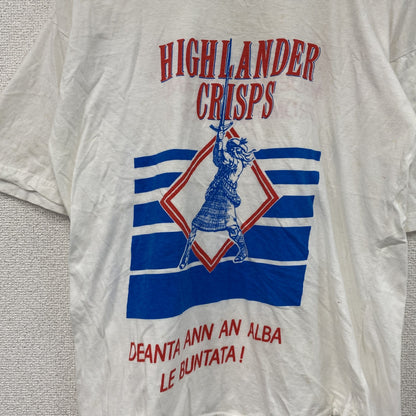 HIGHLANDER
CRISPS
DEANTA ANN AN ALBA
LE BUNTATA!